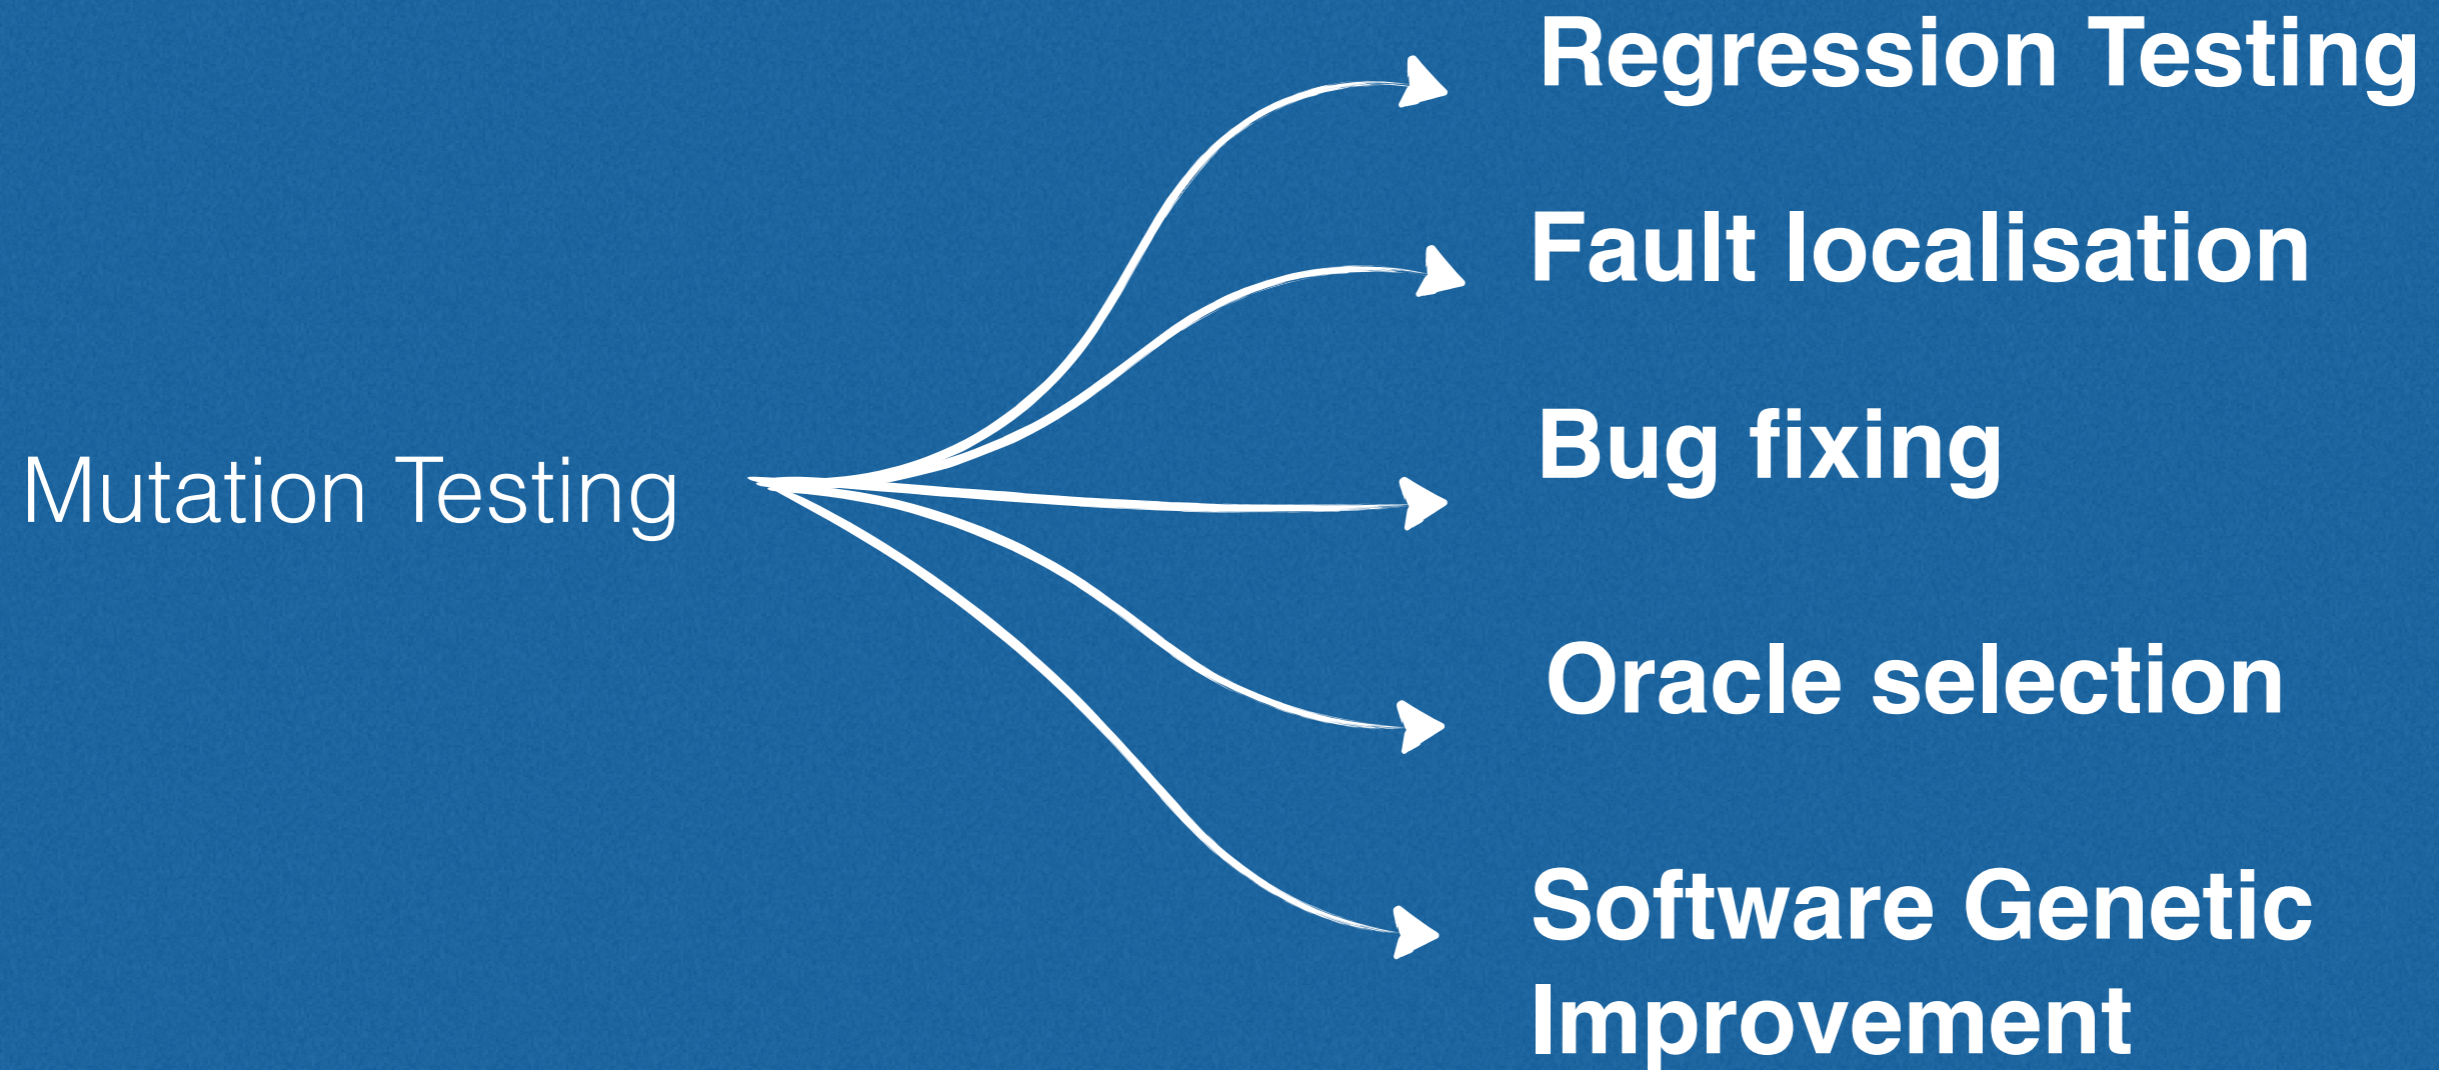 Regression Testing
Fault localisation
Bug fixing
Mutation Testing
Oracle selection
Software Genetic
Improvement